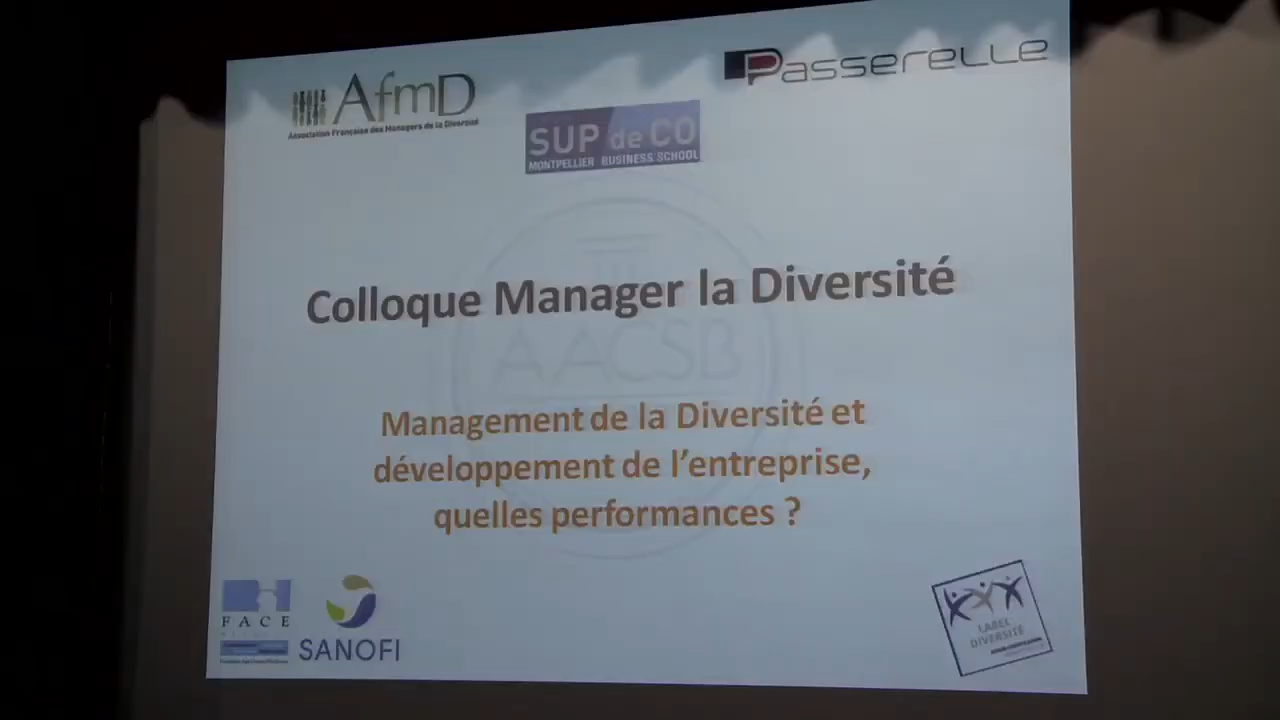 AfmD
Association Française des Managers de la Diversité
PASSERELLE
SUP de CO
MONTPELLIER BUSINESS SCHOOL
Colloque Manager la Diversité
AACSB
Management de la Diversité et
développement de l'entreprise,
quelles performances ?
FACE
SANOFI
LABEL
DIVERSITÉ